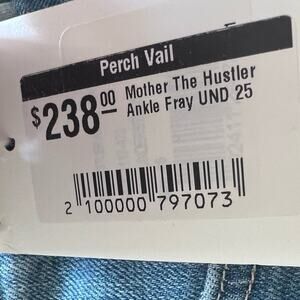 Perch Vail
$238.00 Mother The Hustler
Ankle Fray UND 25
2 100000 797073